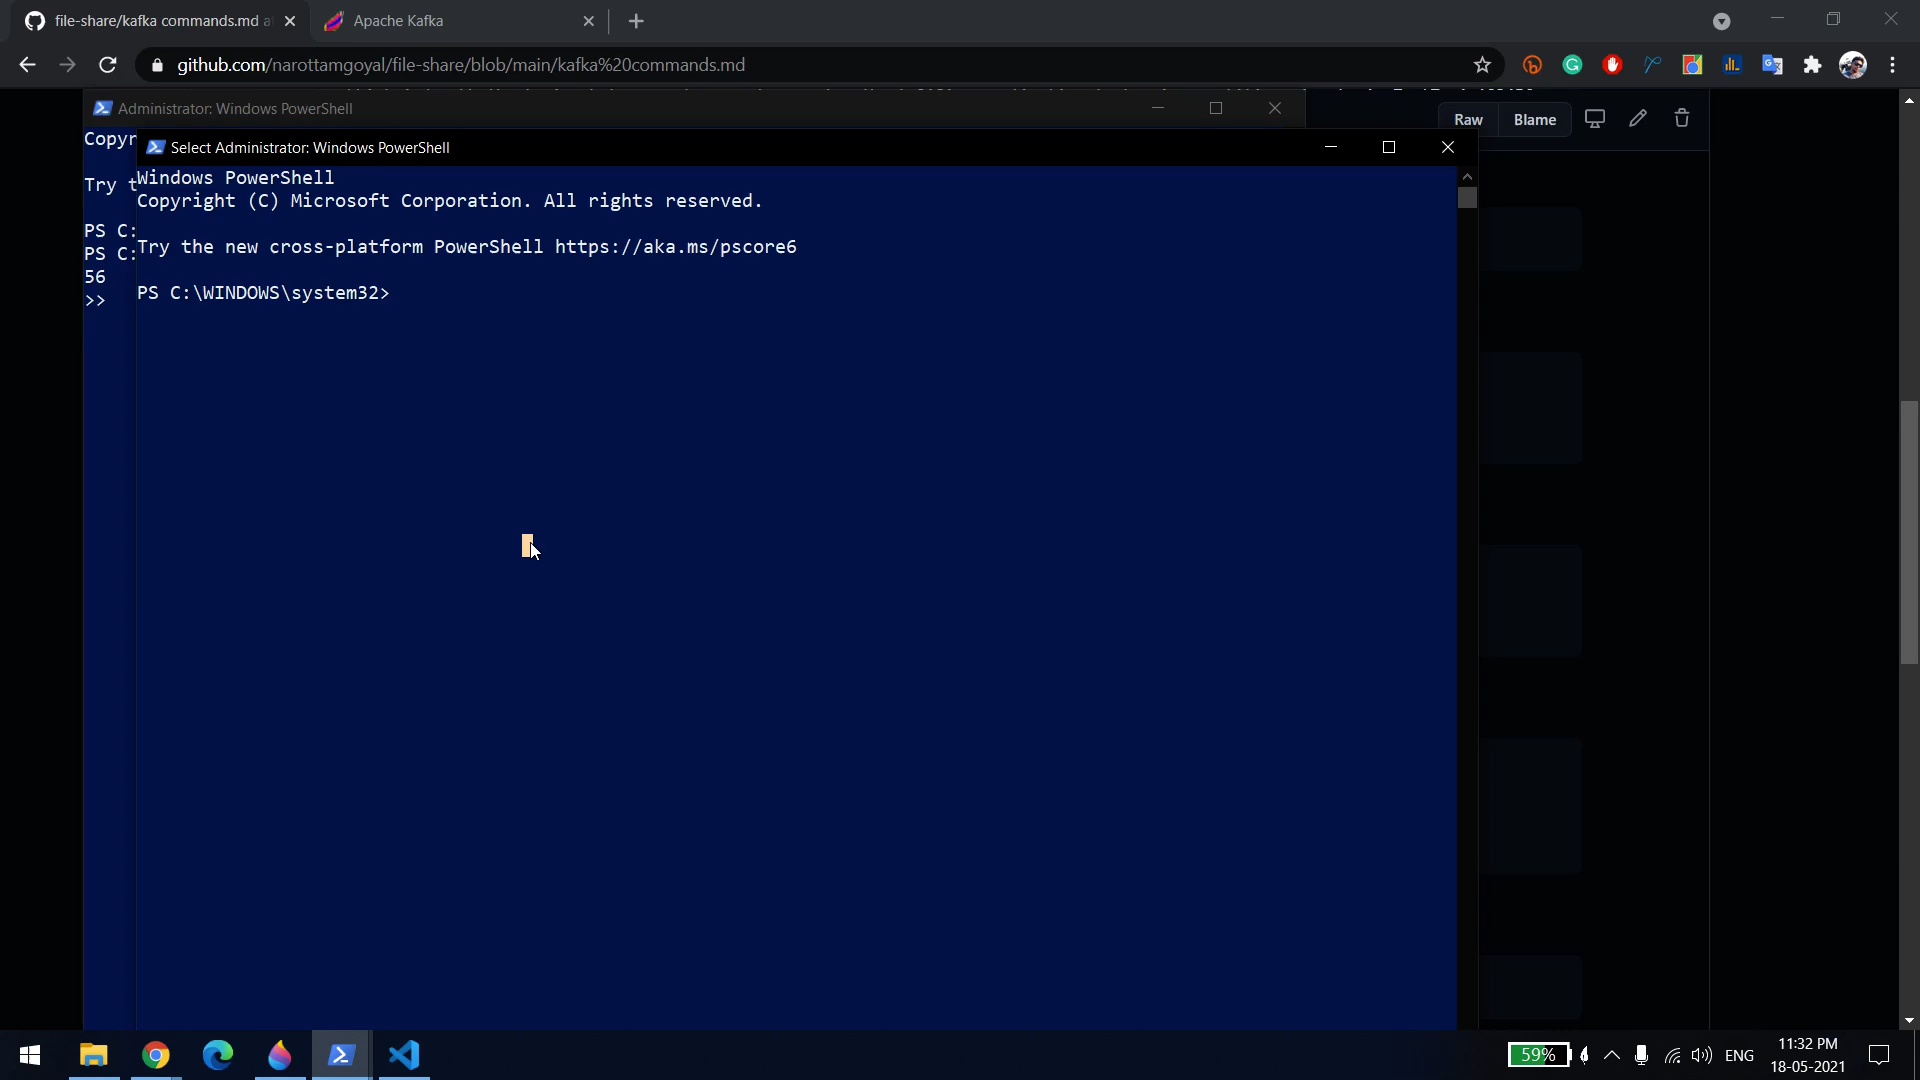 file-share/kafka commands.md a
Apache Kafka
github.com/narottamgoyal/file-share/blob/main/kafka%20commands.md
Administrator: Windows PowerShell
Raw
Blame
Copyr
Try t
PS C:
PS C:
56
>>
Select Administrator: Windows PowerShell
Windows PowerShell
Copyright (C) Microsoft Corporation. All rights reserved.
Try the new cross-platform PowerShell https://aka.ms/pscore6
PS C:\WINDOWS\system32>
59%
ENG
11:32 PM
18-05-2021